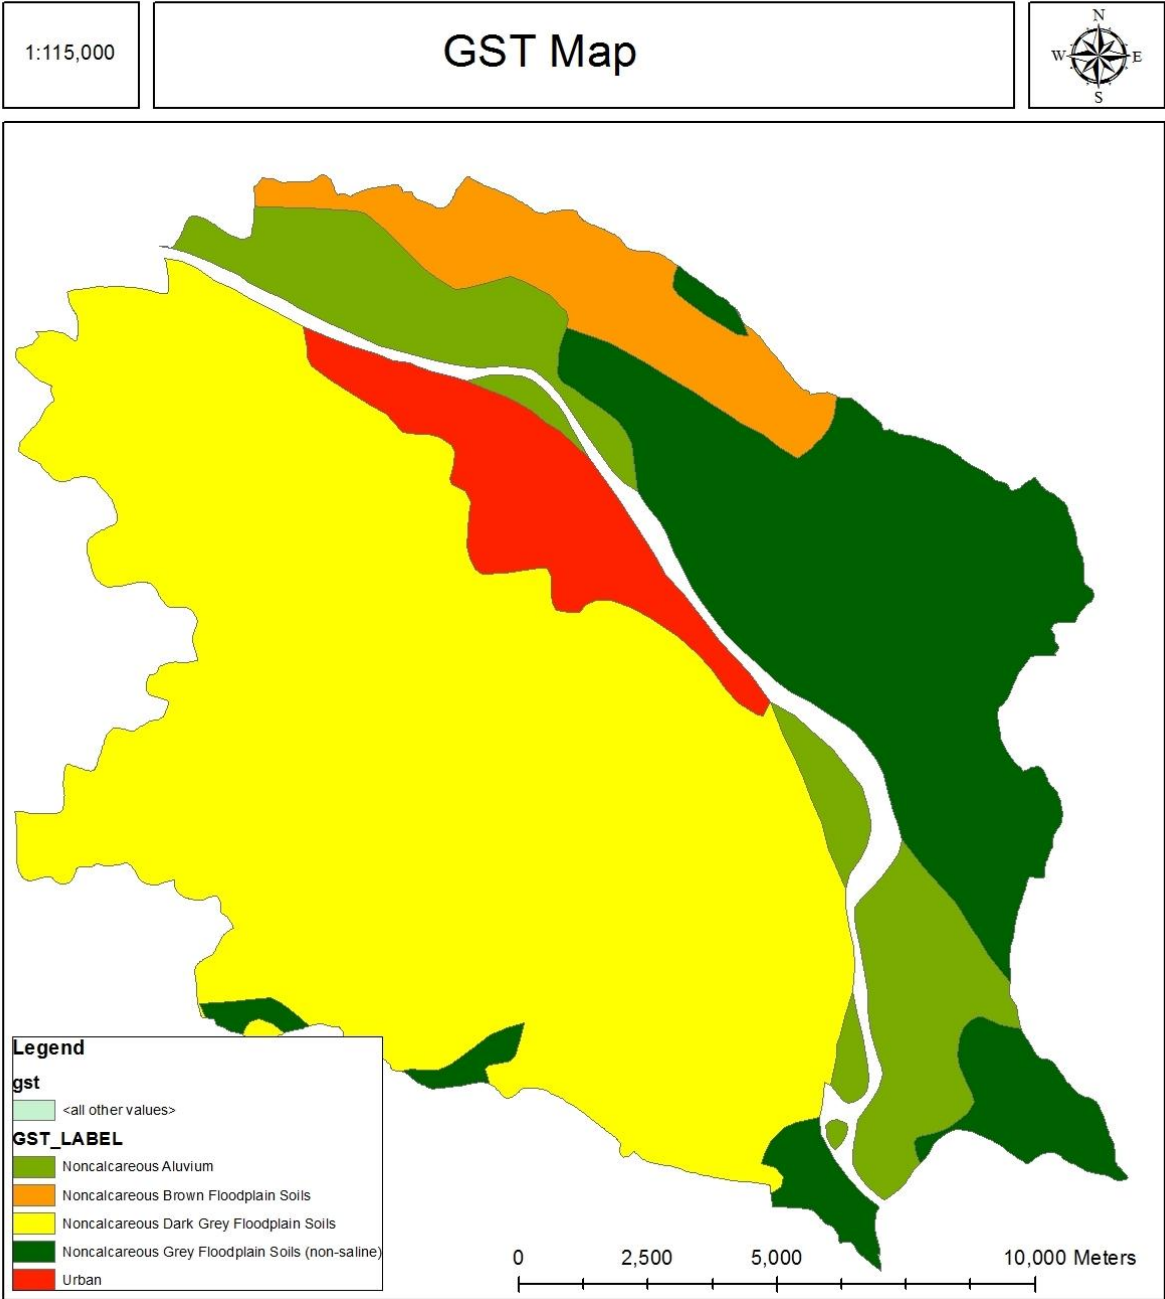 1:115,000
GST Map
N
W
E
S
Legend
gst
<all other values>
GST_LABEL
Noncalcareous Aluvium
Noncalcareous Brown Floodplain Soils
Noncalcareous Dark Grey Floodplain Soils
Noncalcareous Grey Floodplain Soils (non-saline)
Urban
0 2,500 5,000 10,000 Meters